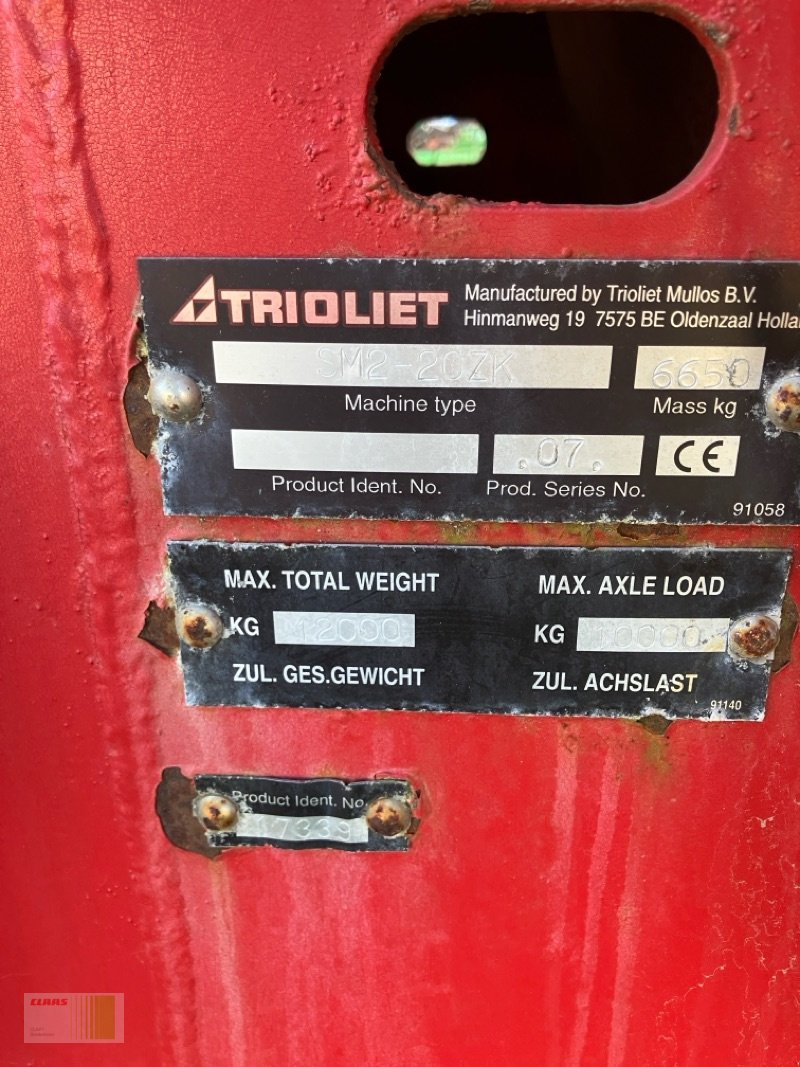 TRIOLIET
Manufactured by Trioliet Mullos B.V.
Hinmanweg 19 7575 BE Oldenzaal Holla
SM2-20ZK 6650
Machine type Mass kg
.07. CE
Product Ident. No. Prod. Series No.
91058
MAX. TOTAL WEIGHT MAX. AXLE LOAD
KG 12000 KG 10000
ZUL. GES.GEWICHT ZUL. ACHSLAST
91140
Product Ident. No.
7339
CLAAS